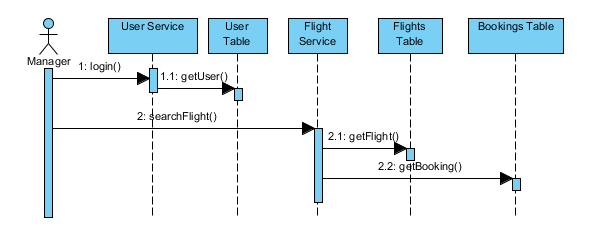 User Service
User
Table
Flight
Service
Flights
Table
Bookings Table
Manager
1: login()
1.1: getUser()
2: searchFlight()
2.1: getFlight()
2.2: getBooking()